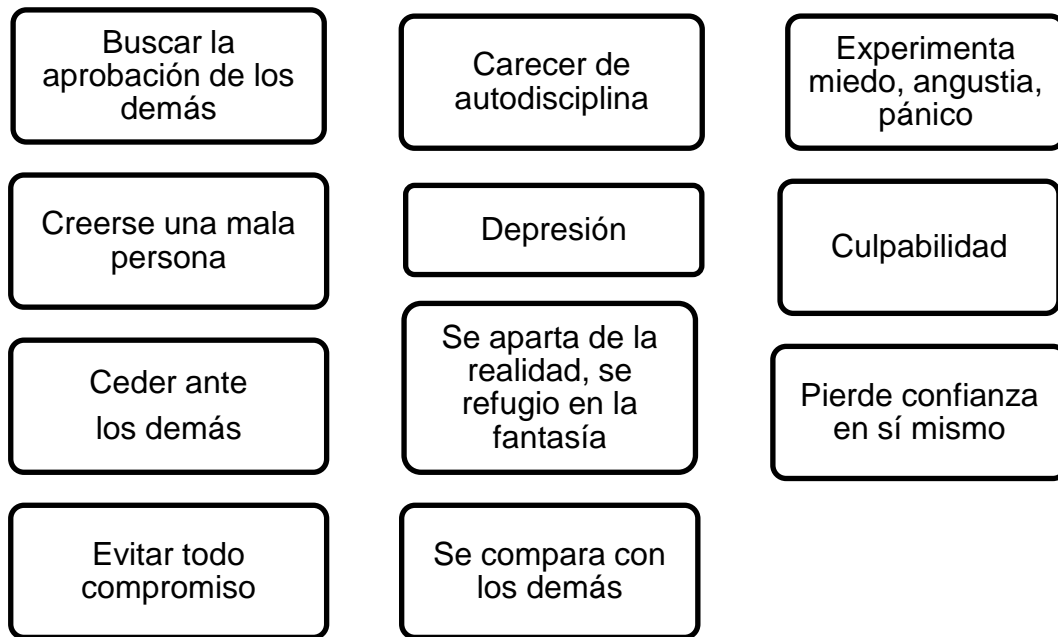 Buscar la
aprobación de los
demás
Carecer de
autodisciplina
Experimenta
miedo, angustia,
pánico
Creerse una mala
persona
Depresión
Culpabilidad
Ceder ante
los demás
Se aparta de la
realidad, se
refugio en la
fantasía
Pierde confianza
en sí mismo
Evitar todo
compromiso
Se compara con
los demás